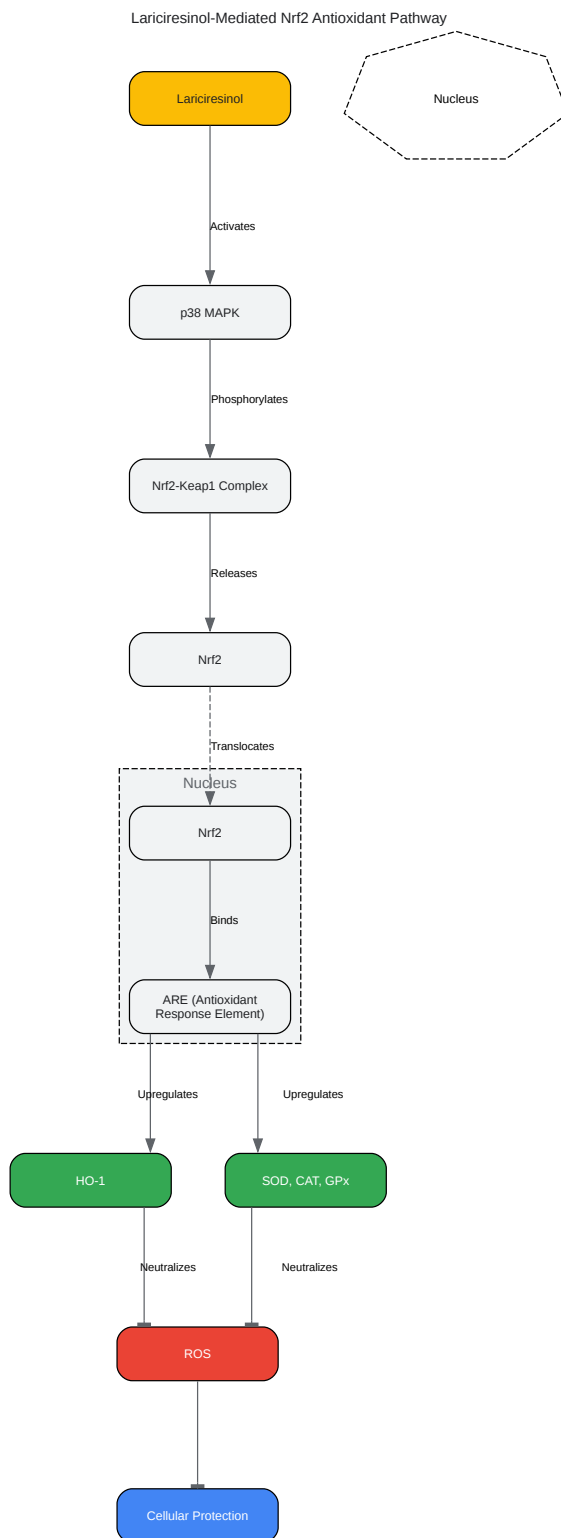 Lariciresinol-Mediated Nrf2 Antioxidant Pathway
Lariciresinol
Nucleus
Activates
p38 MAPK
Phosphorylates
Nrf2-Keap1 Complex
Releases
Nrf2
Translocates
Nucleus
Nrf2
Binds
ARE (Antioxidant
Response Element)
Upregulates
Upregulates
HO-1
SOD, CAT, GPx
Neutralizes
Neutralizes
ROS
Cellular Protection